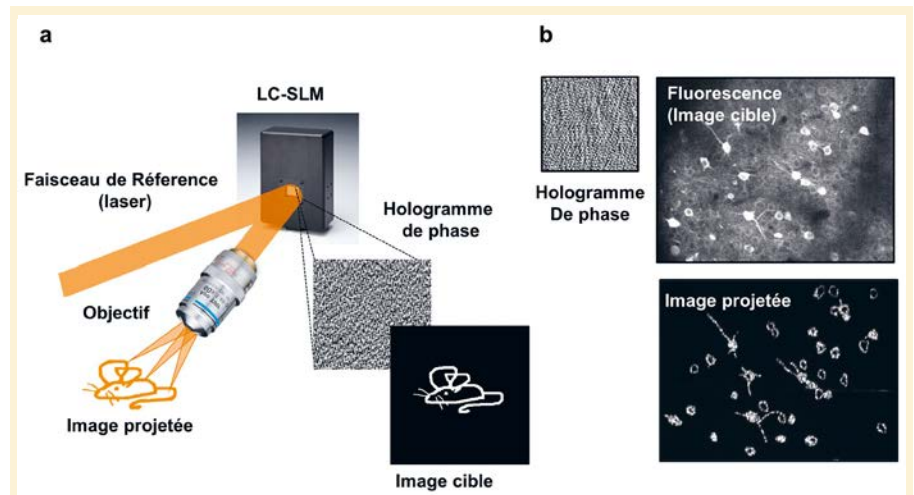 a
LC-SLM
Faisceau de Réference
(laser)
Hologramme
de phase
Objectif
Image projetée
Image cible
b
Hologramme
De phase
Fluorescence
(Image cible)
Image projetée